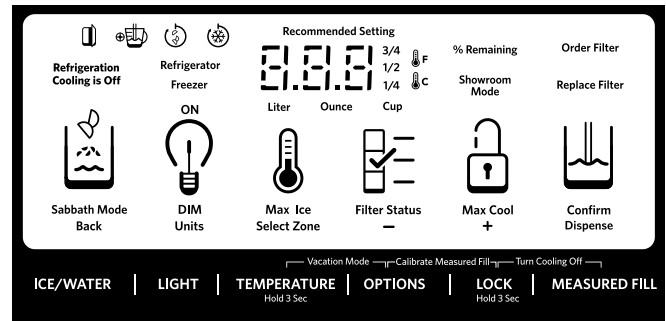 Recommended Setting
8.8.8
3/4
1/2
1/4
F
C
% Remaining
Order Filter
Refrigeration
Cooling is Off
Refrigerator
Freezer
Showroom
Mode
Replace Filter
Liter Ounce Cup
ON
Sabbath Mode
Back
DIM
Units
Max Ice
Select Zone
Filter Status
–
Max Cool
+
Confirm
Dispense
Vacation Mode Calibrate Measured Fill Turn Cooling Off
ICE/WATER | LIGHT | TEMPERATURE | OPTIONS | LOCK | MEASURED FILL
Hold 3 Sec Hold 3 Sec